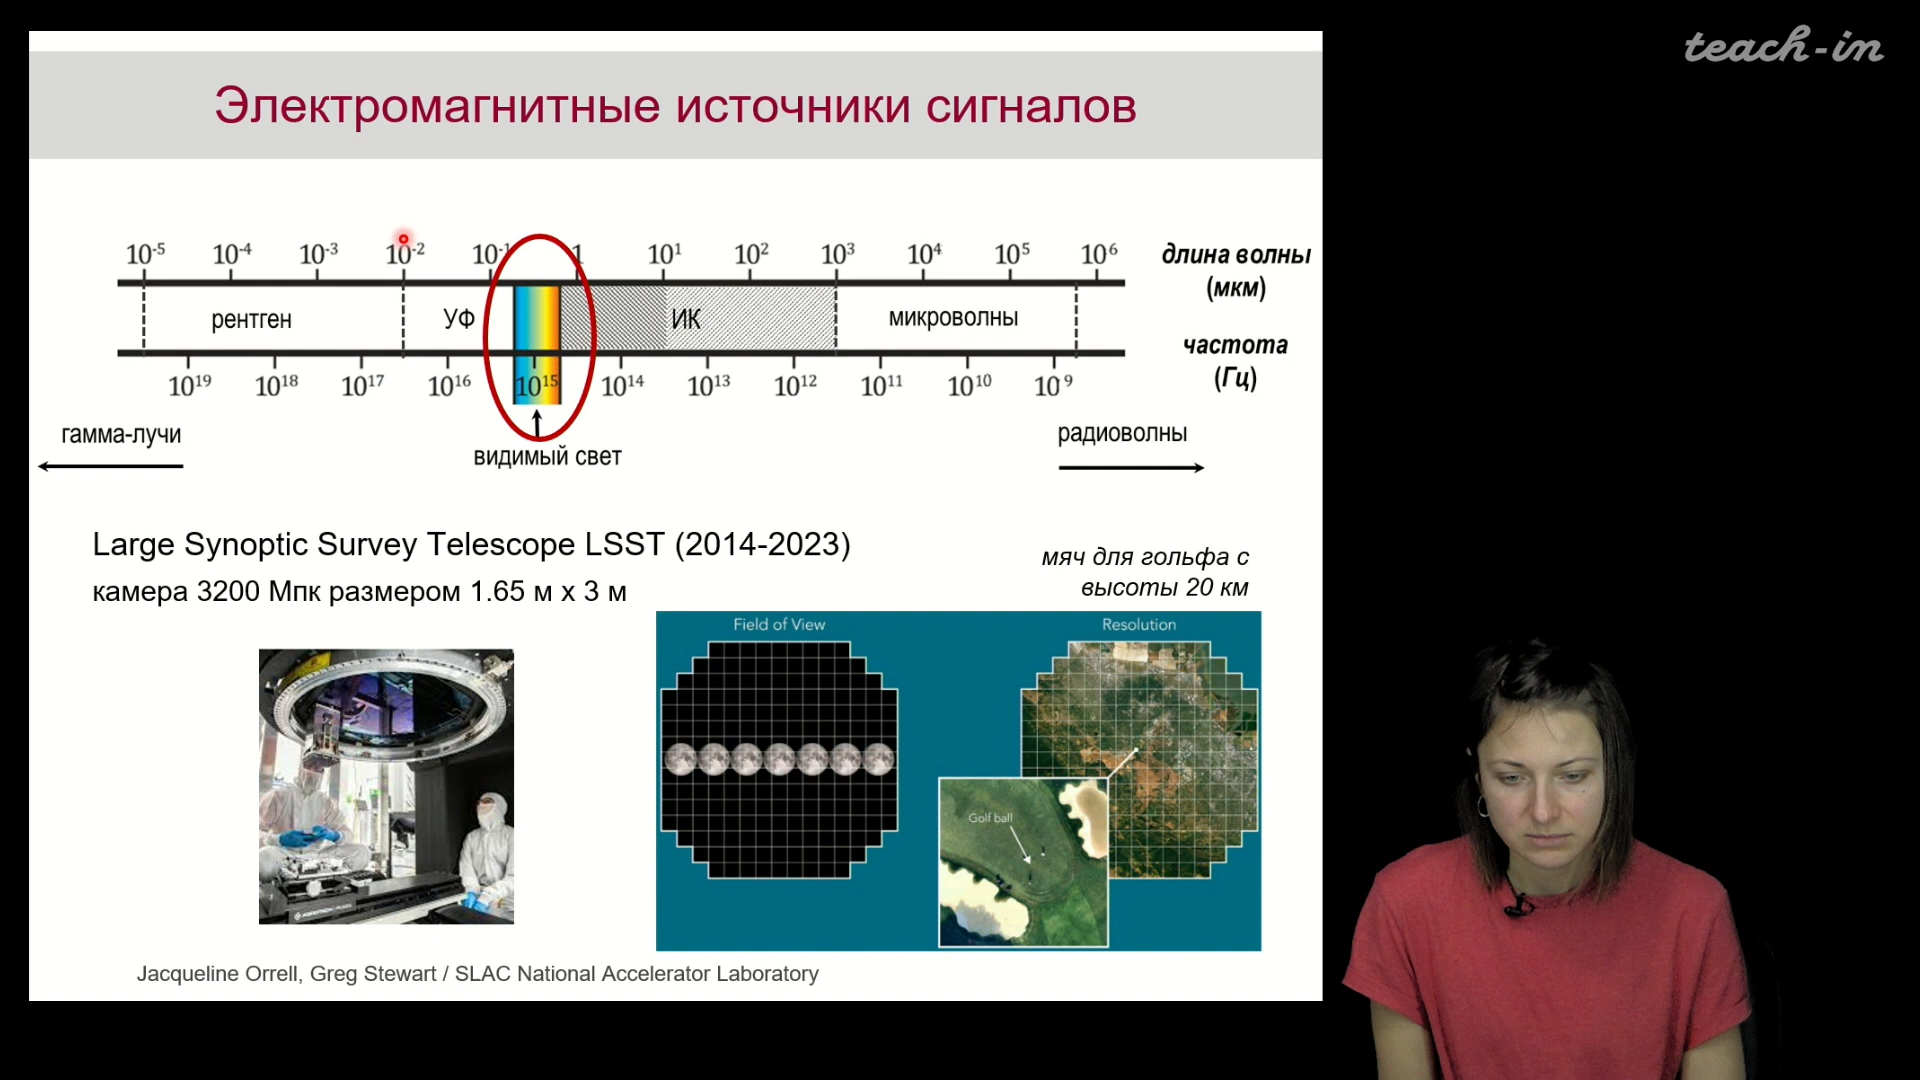 teach-in
Электромагнитные источники сигналов
10⁻⁵ 10⁻⁴ 10⁻³ 10⁻² 10⁻¹ 1 10¹ 10² 10³ 10⁴ 10⁵ 10⁶ длина волны
(мкм)
рентген УФ ИК микроволны
частота
(Гц)
10¹⁹ 10¹⁸ 10¹⁷ 10¹⁶ 10¹⁵ 10¹⁴ 10¹³ 10¹² 10¹¹ 10¹⁰ 10⁹
гамма-лучи
видимый свет
радиоволны
Large Synoptic Survey Telescope LSST (2014-2023)
камера 3200 Мпк размером 1.65 м x 3 м
мяч для гольфа с
высоты 20 км
Field of View
Resolution
Golf ball
Jacqueline Orrell, Greg Stewart / SLAC National Accelerator Laboratory